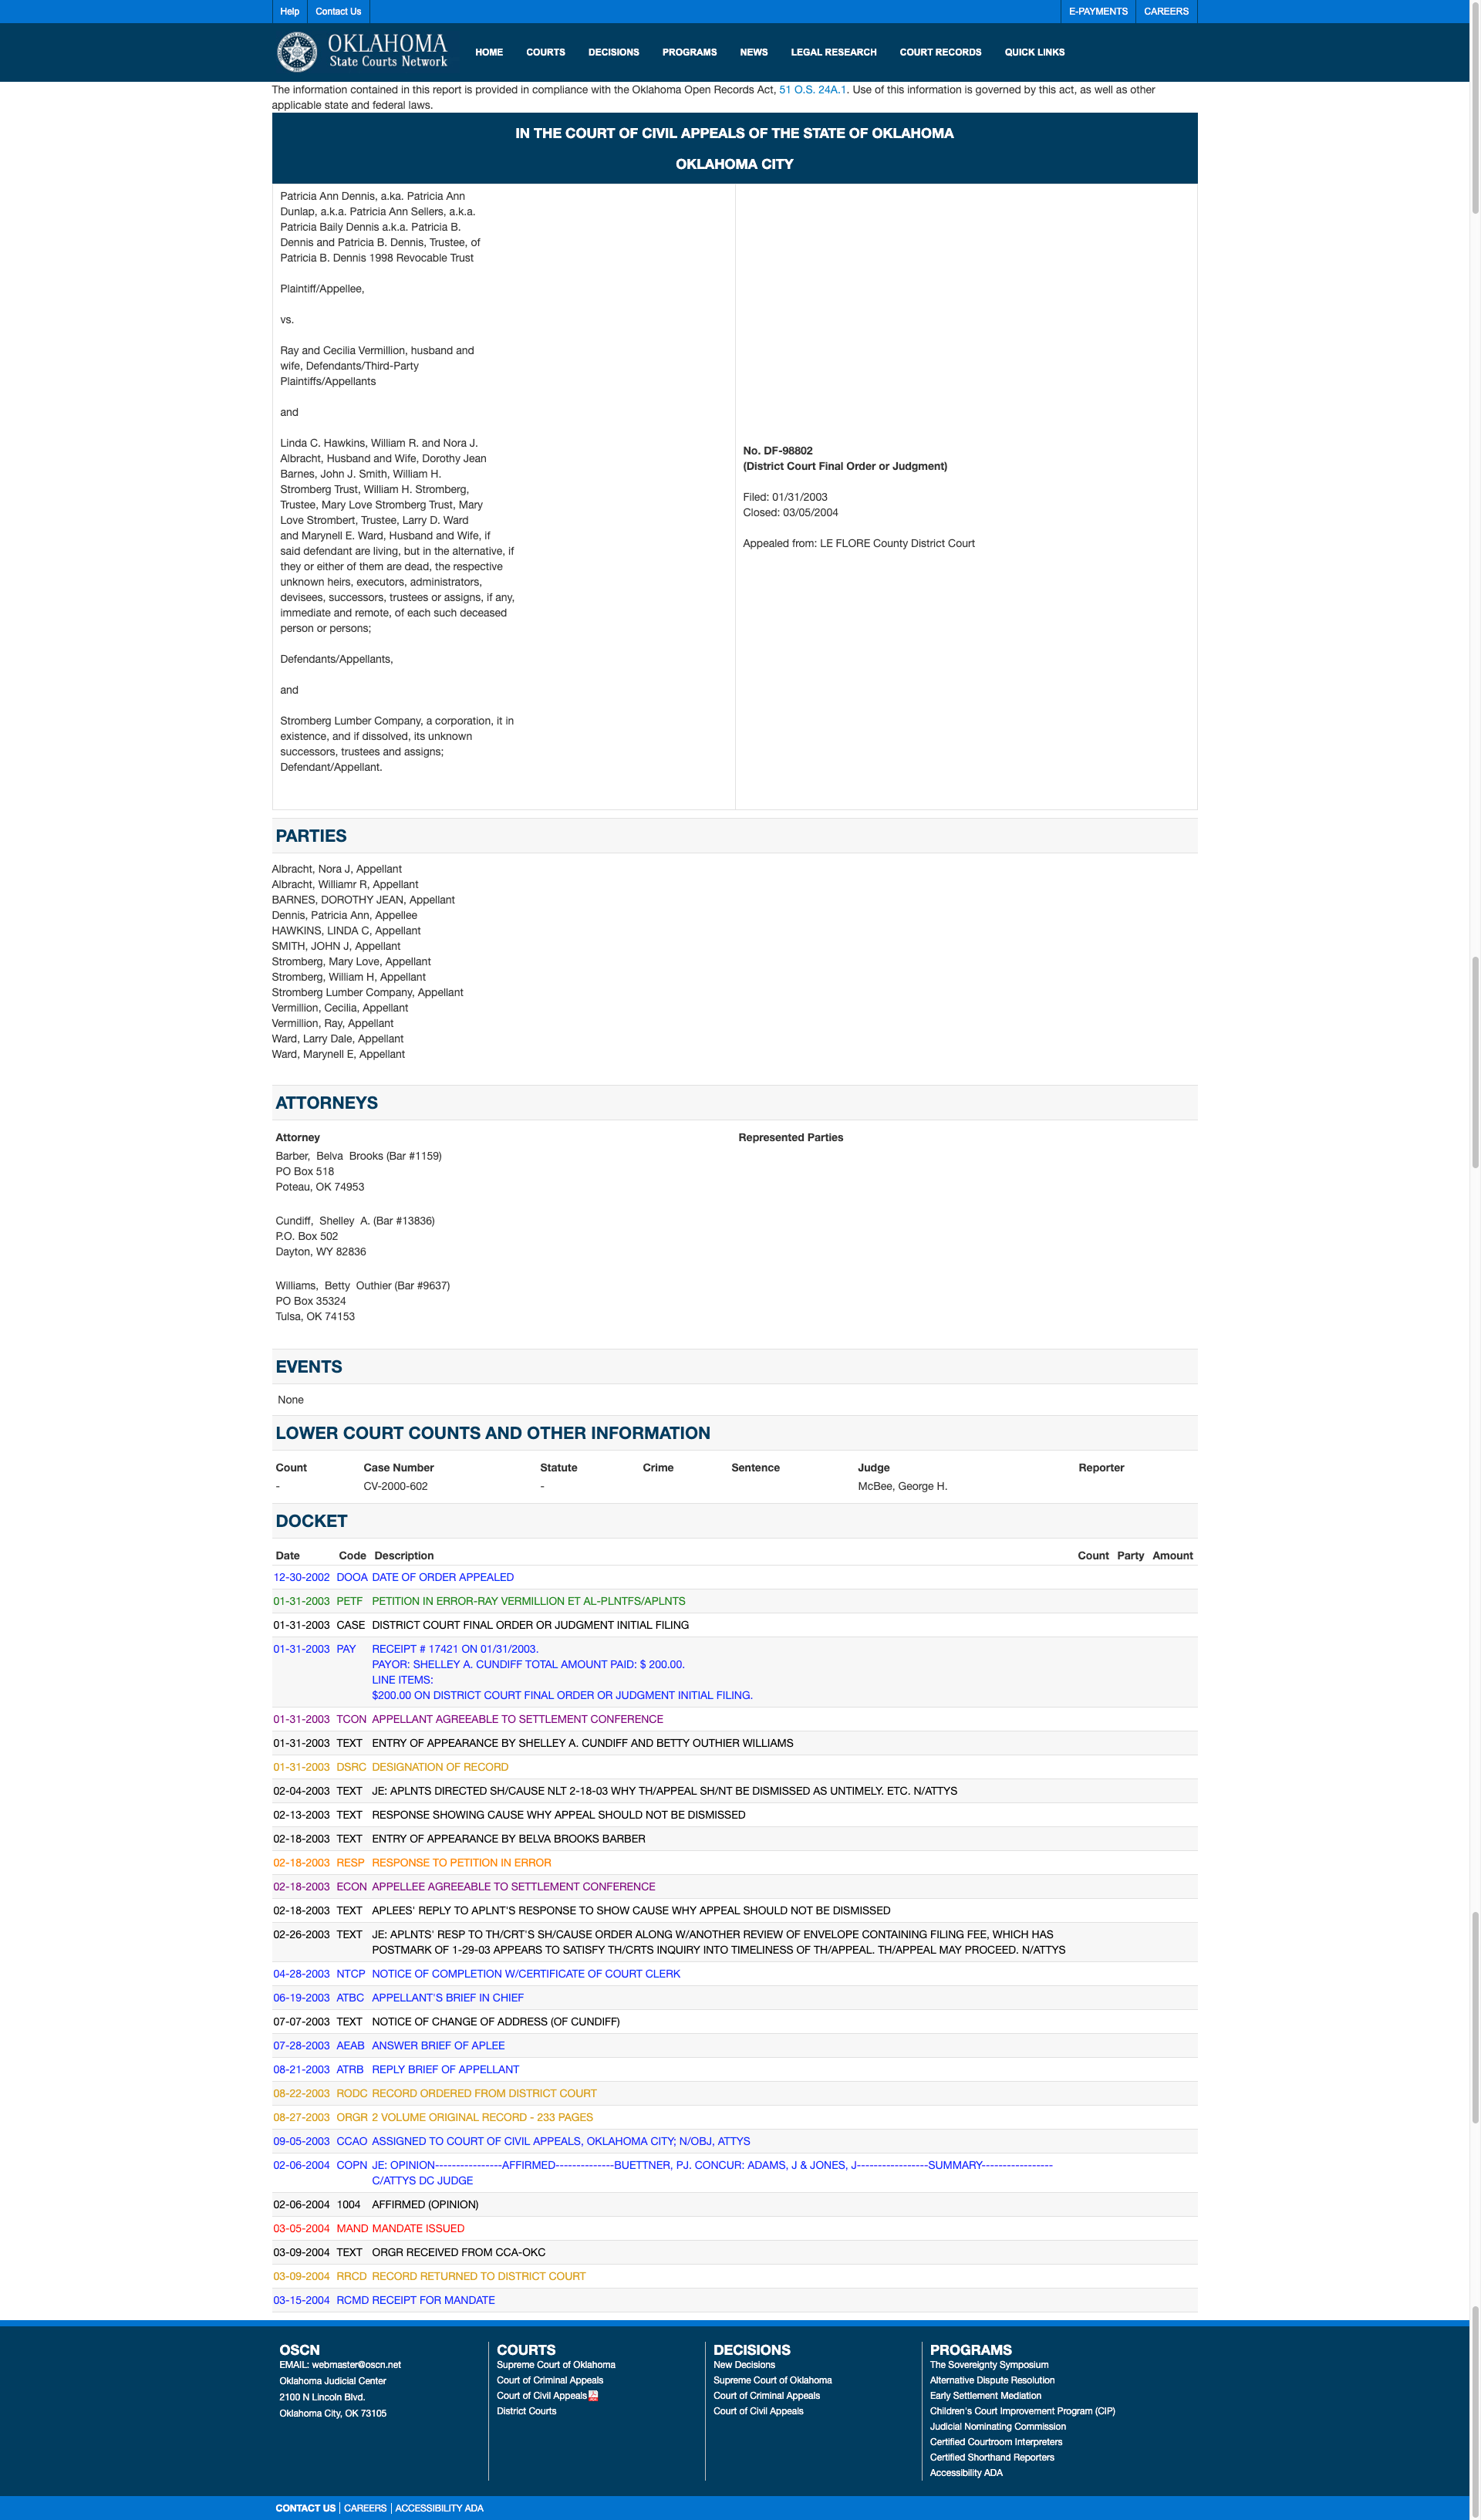 Help Contact Us E-PAYMENTS CAREERS
OKLAHOMA
State Courts Network
HOME COURTS DECISIONS PROGRAMS NEWS LEGAL RESEARCH COURT RECORDS QUICK LINKS
The information contained in this report is provided in compliance with the Oklahoma Open Records Act, 51 O.S. 24A.1. Use of this information is governed by this act, as well as other
applicable state and federal laws.
IN THE COURT OF CIVIL APPEALS OF THE STATE OF OKLAHOMA
OKLAHOMA CITY
Patricia Ann Dennis, a.ka. Patricia Ann
Dunlap, a.k.a. Patricia Ann Sellers, a.k.a.
Patricia Baily Dennis a.k.a. Patricia B.
Dennis and Patricia B. Dennis, Trustee, of
Patricia B. Dennis 1998 Revocable Trust
Plaintiff/Appellee,
vs.
Ray and Cecilia Vermillion, husband and
wife, Defendants/Third-Party
Plaintiffs/Appellants
and
Linda C. Hawkins, William R. and Nora J.
Albracht, Husband and Wife, Dorothy Jean
Barnes, John J. Smith, William H.
Stromberg Trust, William H. Stromberg,
Trustee, Mary Love Stromberg Trust, Mary
Love Strombert, Trustee, Larry D. Ward
and Marynell E. Ward, Husband and Wife, if
said defendant are living, but in the alternative, if
they or either of them are dead, the respective
unknown heirs, executors, administrators,
devisees, successors, trustees or assigns, if any,
immediate and remote, of each such deceased
person or persons;
Defendants/Appellants,
and
Stromberg Lumber Company, a corporation, it in
existence, and if dissolved, its unknown
successors, trustees and assigns;
Defendant/Appellant.
No. DF-98802
(District Court Final Order or Judgment)
Filed: 01/31/2003
Closed: 03/05/2004
Appealed from: LE FLORE County District Court
PARTIES
Albracht, Nora J, Appellant
Albracht, Williamr R, Appellant
BARNES, DOROTHY JEAN, Appellant
Dennis, Patricia Ann, Appellee
HAWKINS, LINDA C, Appellant
SMITH, JOHN J, Appellant
Stromberg, Mary Love, Appellant
Stromberg, William H, Appellant
Stromberg Lumber Company, Appellant
Vermillion, Cecilia, Appellant
Vermillion, Ray, Appellant
Ward, Larry Dale, Appellant
Ward, Marynell E, Appellant
ATTORNEYS
Attorney Represented Parties
Barber, Belva Brooks (Bar #1159)
PO Box 518
Poteau, OK 74953
Cundiff, Shelley A. (Bar #13836)
P.O. Box 502
Dayton, WY 82836
Williams, Betty Outhier (Bar #9637)
PO Box 35324
Tulsa, OK 74153
EVENTS
None
LOWER COURT COUNTS AND OTHER INFORMATION
Count Case Number Statute Crime Sentence Judge Reporter
- CV-2000-602 - McBee, George H.
DOCKET
Date Code Description Count Party Amount
12-30-2002 DOOA DATE OF ORDER APPEALED
01-31-2003 PETF PETITION IN ERROR-RAY VERMILLION ET AL-PLNTFS/APLNTS
01-31-2003 CASE DISTRICT COURT FINAL ORDER OR JUDGMENT INITIAL FILING
01-31-2003 PAY RECEIPT # 17421 ON 01/31/2003.
PAYOR: SHELLEY A. CUNDIFF TOTAL AMOUNT PAID: $ 200.00.
LINE ITEMS:
$200.00 ON DISTRICT COURT FINAL ORDER OR JUDGMENT INITIAL FILING.
01-31-2003 TCON APPELLANT AGREEABLE TO SETTLEMENT CONFERENCE
01-31-2003 TEXT ENTRY OF APPEARANCE BY SHELLEY A. CUNDIFF AND BETTY OUTHIER WILLIAMS
01-31-2003 DSRC DESIGNATION OF RECORD
02-04-2003 TEXT JE: APLNTS DIRECTED SH/CAUSE NLT 2-18-03 WHY TH/APPEAL SH/NT BE DISMISSED AS UNTIMELY. ETC. N/ATTYS
02-13-2003 TEXT RESPONSE SHOWING CAUSE WHY APPEAL SHOULD NOT BE DISMISSED
02-18-2003 TEXT ENTRY OF APPEARANCE BY BELVA BROOKS BARBER
02-18-2003 RESP RESPONSE TO PETITION IN ERROR
02-18-2003 ECON APPELLEE AGREEABLE TO SETTLEMENT CONFERENCE
02-18-2003 TEXT APLEES' REPLY TO APLNT'S RESPONSE TO SHOW CAUSE WHY APPEAL SHOULD NOT BE DISMISSED
02-26-2003 TEXT JE: APLNTS' RESP TO TH/CRT'S SH/CAUSE ORDER ALONG W/ANOTHER REVIEW OF ENVELOPE CONTAINING FILING FEE, WHICH HAS
POSTMARK OF 1-29-03 APPEARS TO SATISFY TH/CRTS INQUIRY INTO TIMELINESS OF TH/APPEAL. TH/APPEAL MAY PROCEED. N/ATTYS
04-28-2003 NTCP NOTICE OF COMPLETION W/CERTIFICATE OF COURT CLERK
06-19-2003 ATBC APPELLANT'S BRIEF IN CHIEF
07-07-2003 TEXT NOTICE OF CHANGE OF ADDRESS (OF CUNDIFF)
07-28-2003 AEAB ANSWER BRIEF OF APLEE
08-21-2003 ATRB REPLY BRIEF OF APPELLANT
08-22-2003 RODC RECORD ORDERED FROM DISTRICT COURT
08-27-2003 ORGR 2 VOLUME ORIGINAL RECORD - 233 PAGES
09-05-2003 CCAO ASSIGNED TO COURT OF CIVIL APPEALS, OKLAHOMA CITY; N/OBJ, ATTYS
02-06-2004 COPN JE: OPINION----------------AFFIRMED--------------BUETTNER, PJ. CONCUR: ADAMS, J & JONES, J-----------------SUMMARY-----------------
C/ATTYS DC JUDGE
02-06-2004 1004 AFFIRMED (OPINION)
03-05-2004 MAND MANDATE ISSUED
03-09-2004 TEXT ORGR RECEIVED FROM CCA-OKC
03-09-2004 RRCD RECORD RETURNED TO DISTRICT COURT
03-15-2004 RCMD RECEIPT FOR MANDATE
OSCN
EMAIL: webmaster@oscn.net
Oklahoma Judicial Center
2100 N Lincoln Blvd.
Oklahoma City, OK 73105
COURTS
Supreme Court of Oklahoma
Court of Criminal Appeals
Court of Civil Appeals
District Courts
DECISIONS
New Decisions
Supreme Court of Oklahoma
Court of Criminal Appeals
Court of Civil Appeals
PROGRAMS
The Sovereignty Symposium
Alternative Dispute Resolution
Early Settlement Mediation
Children's Court Improvement Program (CIP)
Judicial Nominating Commission
Certified Courtroom Interpreters
Certified Shorthand Reporters
Accessibility ADA
CONTACT US CAREERS ACCESSIBILITY ADA